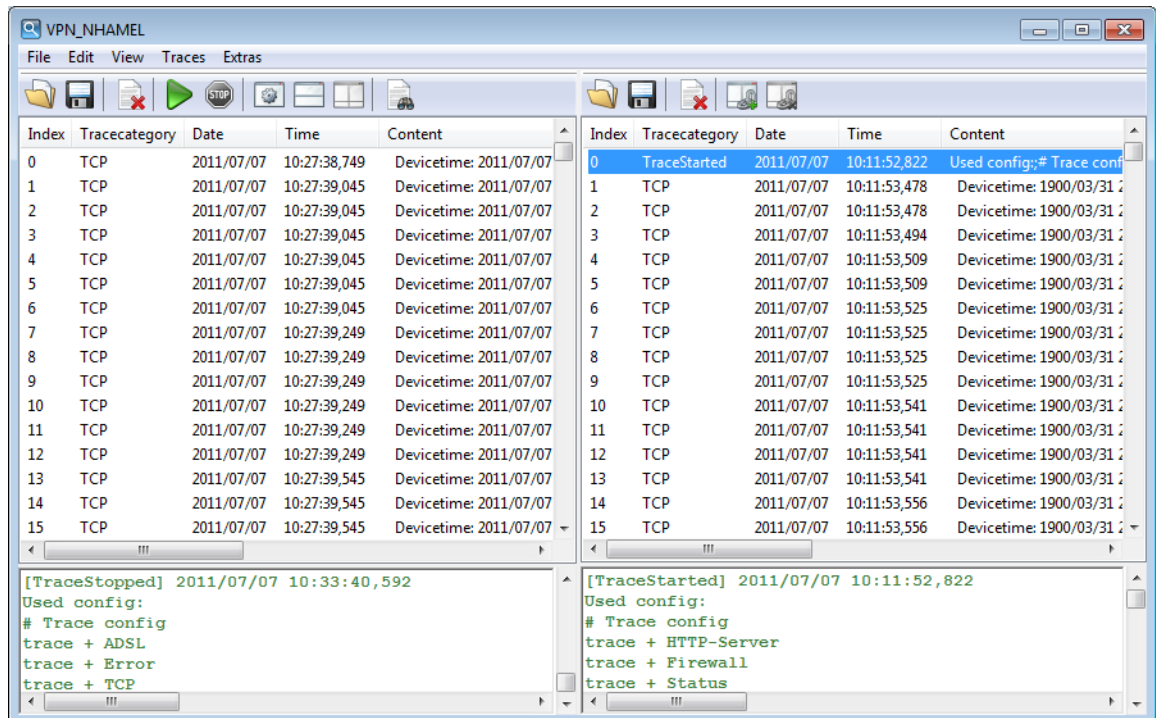 VPN_NHAMEL
File Edit View Traces Extras
STOP
Index Tracecategory Date Time Content
0 TCP 2011/07/07 10:27:38,749 Devicetime: 2011/07/07
1 TCP 2011/07/07 10:27:39,045 Devicetime: 2011/07/07
2 TCP 2011/07/07 10:27:39,045 Devicetime: 2011/07/07
3 TCP 2011/07/07 10:27:39,045 Devicetime: 2011/07/07
4 TCP 2011/07/07 10:27:39,045 Devicetime: 2011/07/07
5 TCP 2011/07/07 10:27:39,045 Devicetime: 2011/07/07
6 TCP 2011/07/07 10:27:39,045 Devicetime: 2011/07/07
7 TCP 2011/07/07 10:27:39,249 Devicetime: 2011/07/07
8 TCP 2011/07/07 10:27:39,249 Devicetime: 2011/07/07
9 TCP 2011/07/07 10:27:39,249 Devicetime: 2011/07/07
10 TCP 2011/07/07 10:27:39,249 Devicetime: 2011/07/07
11 TCP 2011/07/07 10:27:39,249 Devicetime: 2011/07/07
12 TCP 2011/07/07 10:27:39,249 Devicetime: 2011/07/07
13 TCP 2011/07/07 10:27:39,545 Devicetime: 2011/07/07
14 TCP 2011/07/07 10:27:39,545 Devicetime: 2011/07/07
15 TCP 2011/07/07 10:27:39,545 Devicetime: 2011/07/07
[TraceStopped] 2011/07/07 10:33:40,592
Used config:
# Trace config
trace + ADSL
trace + Error
trace + TCP
Index Tracecategory Date Time Content
0 TraceStarted 2011/07/07 10:11:52,822 Used config:;# Trace conf
1 TCP 2011/07/07 10:11:53,478 Devicetime: 1900/03/31 2
2 TCP 2011/07/07 10:11:53,478 Devicetime: 1900/03/31 2
3 TCP 2011/07/07 10:11:53,494 Devicetime: 1900/03/31 2
4 TCP 2011/07/07 10:11:53,509 Devicetime: 1900/03/31 2
5 TCP 2011/07/07 10:11:53,509 Devicetime: 1900/03/31 2
6 TCP 2011/07/07 10:11:53,525 Devicetime: 1900/03/31 2
7 TCP 2011/07/07 10:11:53,525 Devicetime: 1900/03/31 2
8 TCP 2011/07/07 10:11:53,525 Devicetime: 1900/03/31 2
9 TCP 2011/07/07 10:11:53,525 Devicetime: 1900/03/31 2
10 TCP 2011/07/07 10:11:53,541 Devicetime: 1900/03/31 2
11 TCP 2011/07/07 10:11:53,541 Devicetime: 1900/03/31 2
12 TCP 2011/07/07 10:11:53,541 Devicetime: 1900/03/31 2
13 TCP 2011/07/07 10:11:53,541 Devicetime: 1900/03/31 2
14 TCP 2011/07/07 10:11:53,556 Devicetime: 1900/03/31 2
15 TCP 2011/07/07 10:11:53,556 Devicetime: 1900/03/31 2
[TraceStarted] 2011/07/07 10:11:52,822
Used config:
# Trace config
trace + HTTP-Server
trace + Firewall
trace + Status